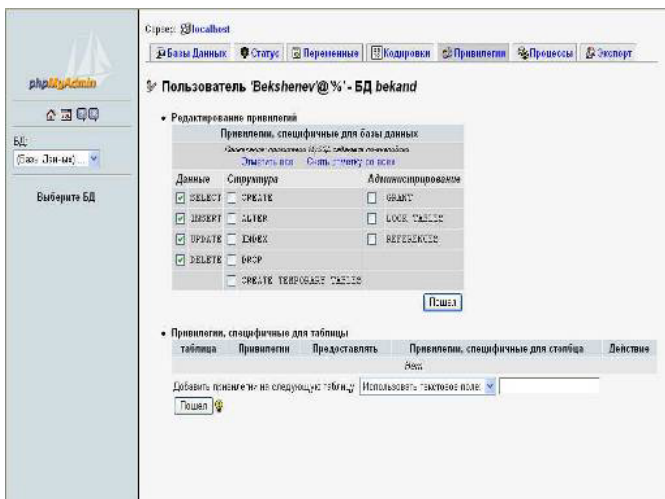 Сервер: localhost
Базы Данных Статус Переменные Кодировки Привилегии Процессы Экспорт
phpMyAdmin
Пользователь 'Bekshenev'@'%' - БД bekand
БД:
(Базы Данных) ...
Выберите БД
Редактирование привилегий
Привилегии, специфичные для базы данных
Отметить все Снять отметку со всех
Данные Структура Администрирование
SELECT CREATE GRANT
INSERT ALTER LOCK TABLES
UPDATE INDEX REFERENCES
DELETE DROP
CREATE TEMPORARY TABLES
Пошел
Привилегии, специфичные для таблицы
таблица Привилегии Предоставлять Привилегии, специфичные для столбца Действие
Нет
Добавить привилегии на следующую таблицу Использовать текстовое поле:
Пошел